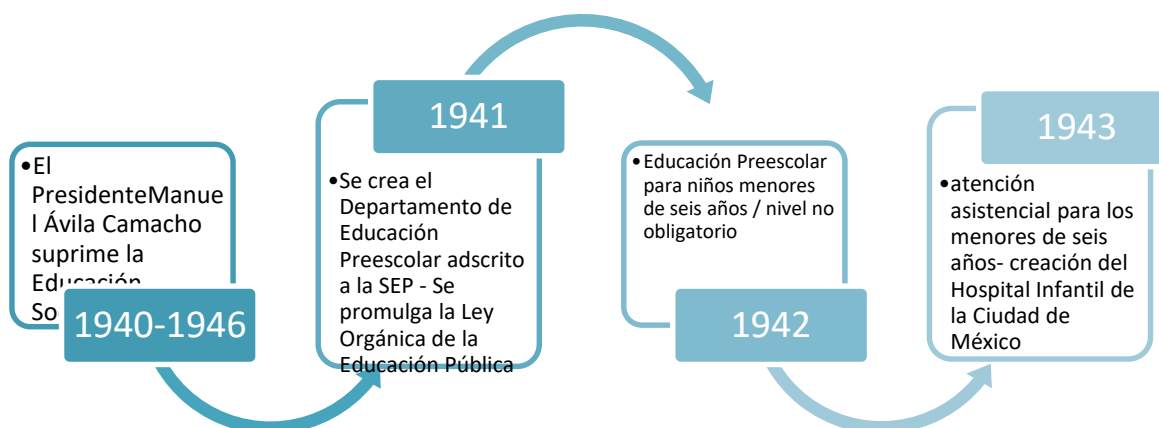 •El
PresidenteManue
l Ávila Camacho
suprime la
Educación
1940-1946
1941
•Se crea el
Departamento de
Educación
Preescolar adscrito
a la SEP - Se
promulga la Ley
Orgánica de la
Educación Pública
•Educación Preescolar
para niños menores
de seis años / nivel no
obligatorio
1942
1943
•atención
asistencial para los
menores de seis
años- creación del
Hospital Infantil de
la Ciudad de
México